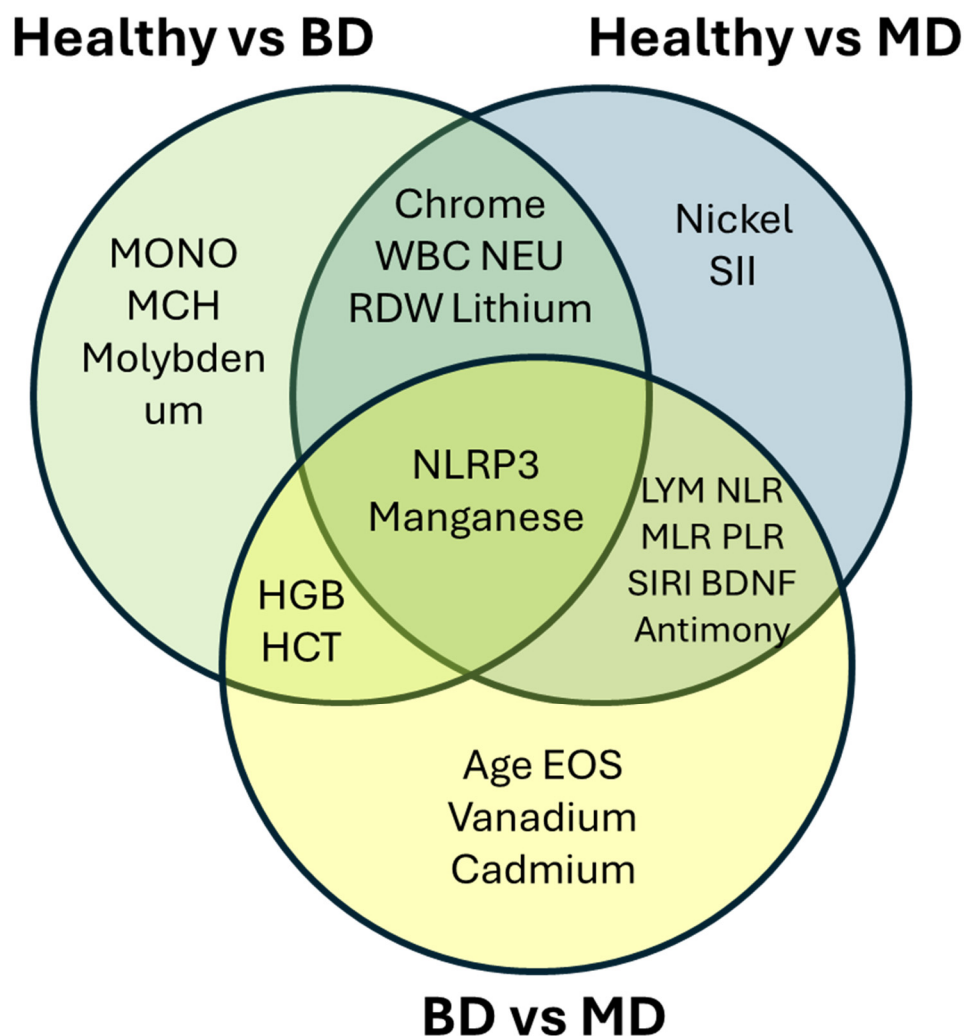 Healthy vs BD
Healthy vs MD
MONO
MCH
Molybden
um
Chrome
WBC NEU
RDW Lithium
Nickel
SII
NLRP3
Manganese
HGB
HCT
LYM NLR
MLR PLR
SIRI BDNF
Antimony
Age EOS
Vanadium
Cadmium
BD vs MD